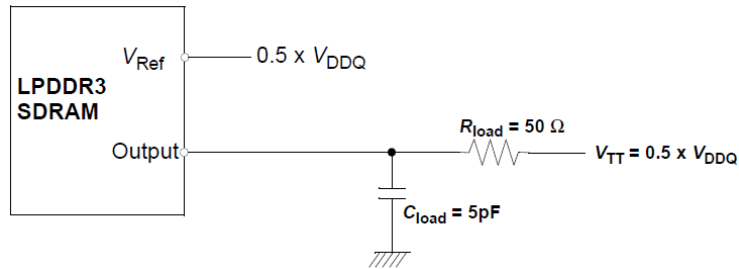 VRef
0.5 x VDDQ
LPDDR3
SDRAM
Output
Rload = 50 Ω
VTT = 0.5 x VDDQ
Cload = 5pF